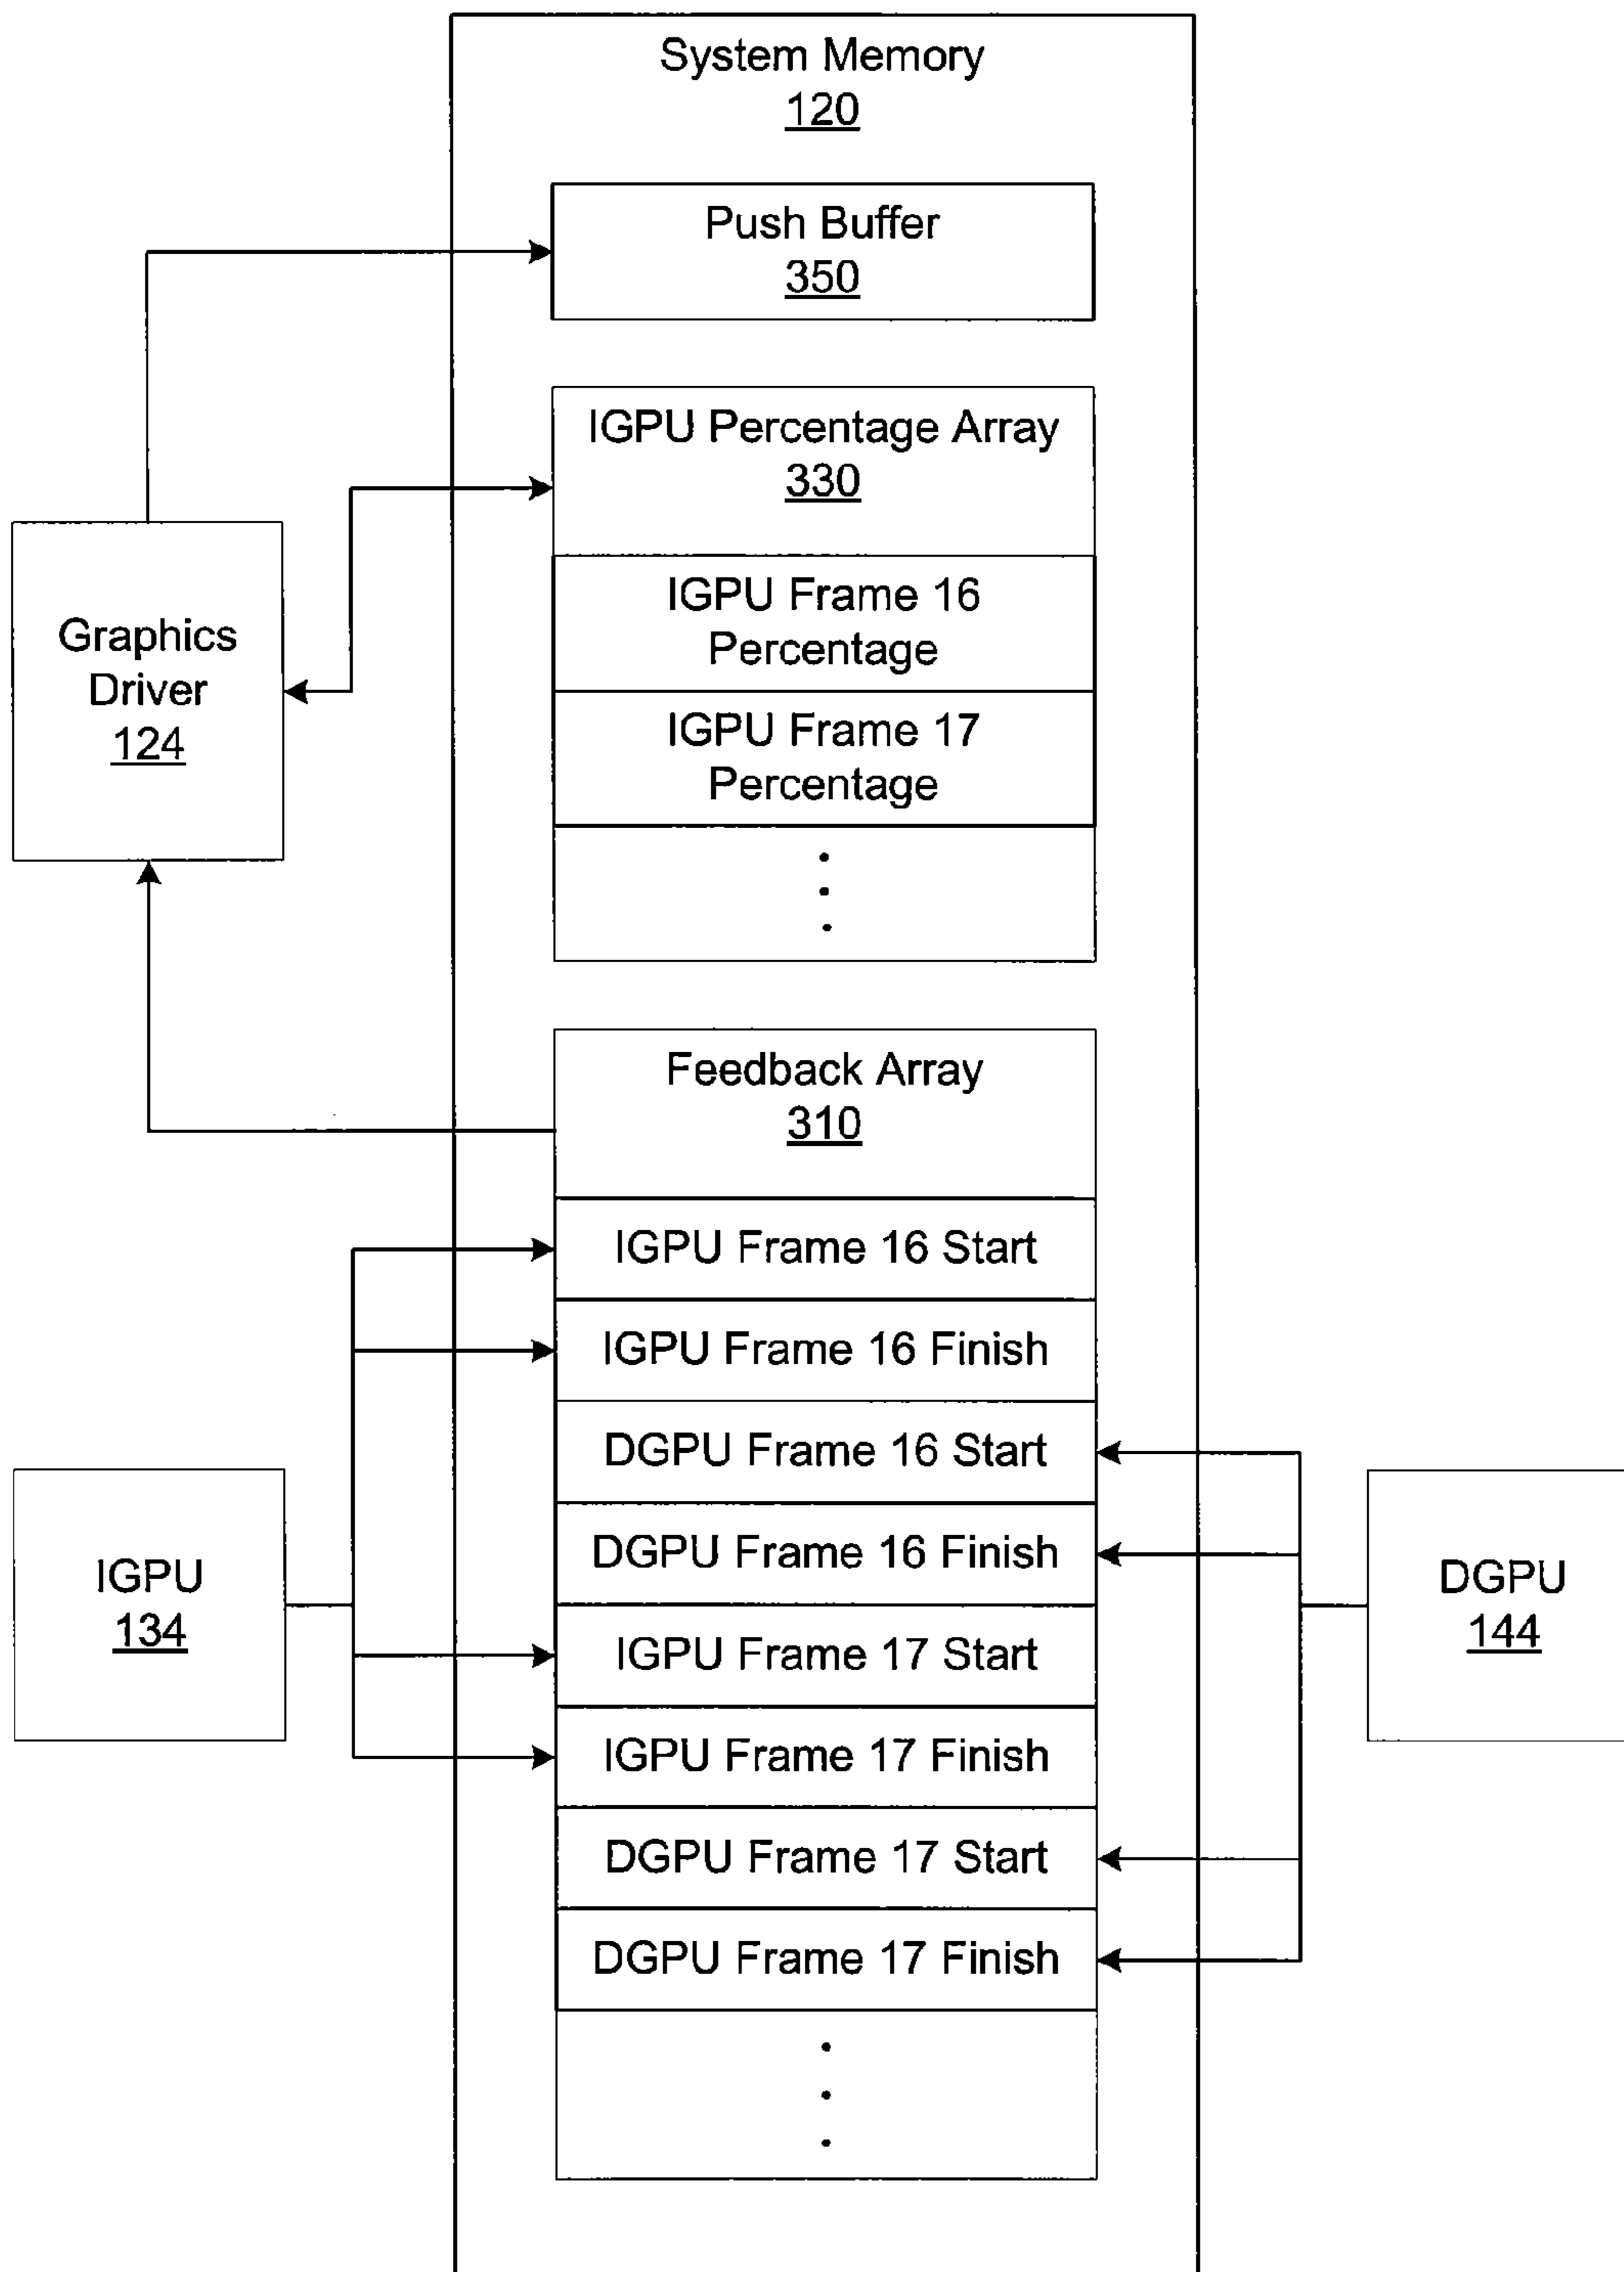 System Memory
120
Push Buffer
350
IGPU Percentage Array
330
IGPU Frame 16
Percentage
IGPU Frame 17
Percentage
Graphics
Driver
124
Feedback Array
310
IGPU Frame 16 Start
IGPU Frame 16 Finish
DGPU Frame 16 Start
DGPU Frame 16 Finish
IGPU Frame 17 Start
IGPU Frame 17 Finish
DGPU Frame 17 Start
DGPU Frame 17 Finish
IGPU
134
DGPU
144